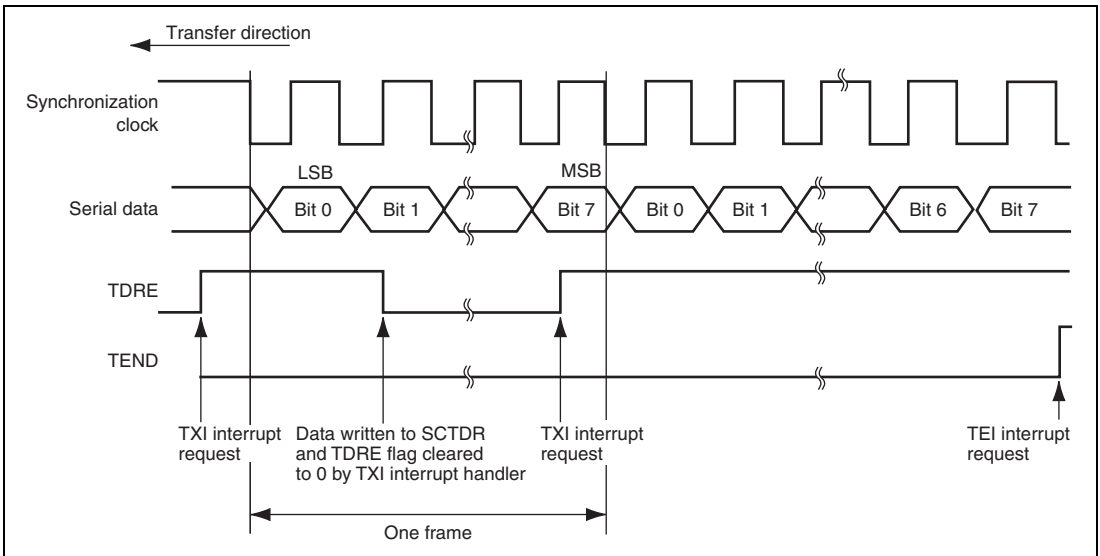 Transfer direction
Synchronization
clock
LSB
MSB
Serial data
Bit 0
Bit 1
Bit 7
Bit 0
Bit 1
Bit 6
Bit 7
TDRE
TEND
TXI interrupt
request
Data written to SCTDR
and TDRE flag cleared
to 0 by TXI interrupt handler
TXI interrupt
request
TEI interrupt
request
One frame